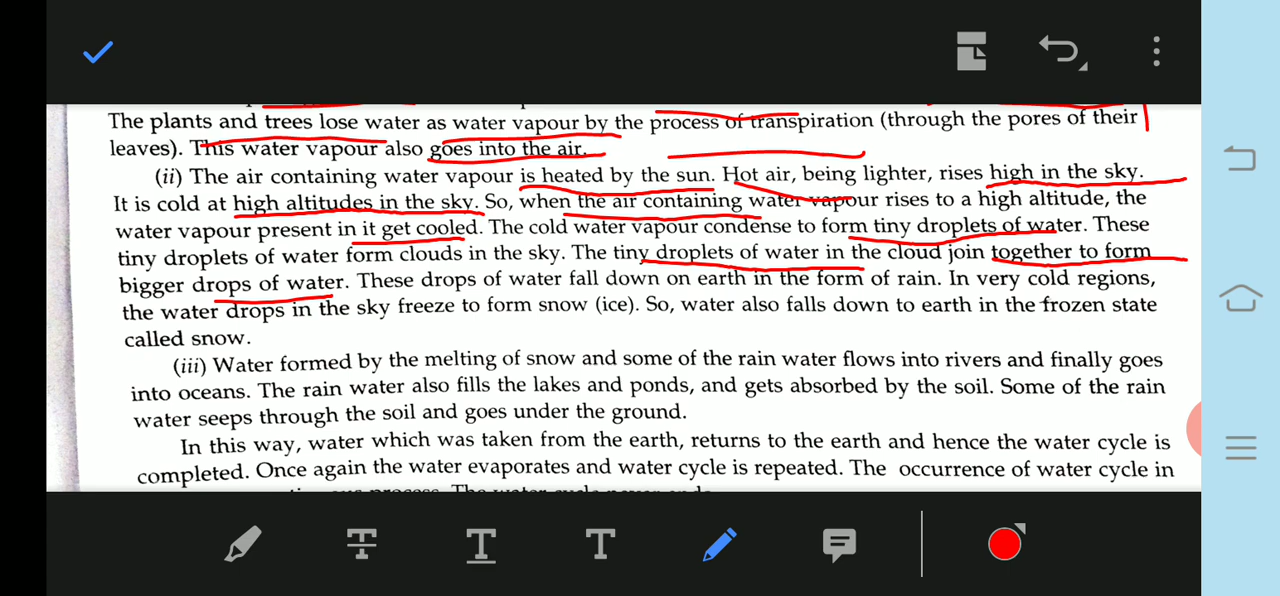 The plants and trees lose water as water vapour by the process of transpiration (through the pores of their
leaves). This water vapour also goes into the air.
(ii) The air containing water vapour is heated by the sun. Hot air, being lighter, rises high in the sky.
It is cold at high altitudes in the sky. So, when the air containing water vapour rises to a high altitude, the
water vapour present in it get cooled. The cold water vapour condense to form tiny droplets of water. These
tiny droplets of water form clouds in the sky. The tiny droplets of water in the cloud join together to form
bigger drops of water. These drops of water fall down on earth in the form of rain. In very cold regions,
the water drops in the sky freeze to form snow (ice). So, water also falls down to earth in the frozen state
called snow.
(iii) Water formed by the melting of snow and some of the rain water flows into rivers and finally goes
into oceans. The rain water also fills the lakes and ponds, and gets absorbed by the soil. Some of the rain
water seeps through the soil and goes under the ground.
In this way, water which was taken from the earth, returns to the earth and hence the water cycle is
completed. Once again the water evaporates and water cycle is repeated. The occurrence of water cycle in
T
T
T